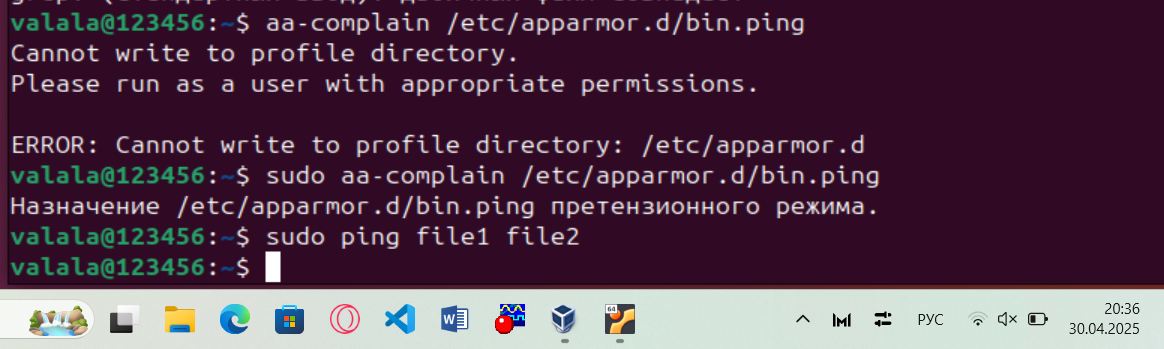 valala@123456:~$ aa-complain /etc/apparmor.d/bin.ping
Cannot write to profile directory.
Please run as a user with appropriate permissions.
ERROR: Cannot write to profile directory: /etc/apparmor.d
valala@123456:~$ sudo aa-complain /etc/apparmor.d/bin.ping
Назначение /etc/apparmor.d/bin.ping претензионного режима.
valala@123456:~$ sudo ping file1 file2
valala@123456:~$
64
РУС
20:36
30.04.2025